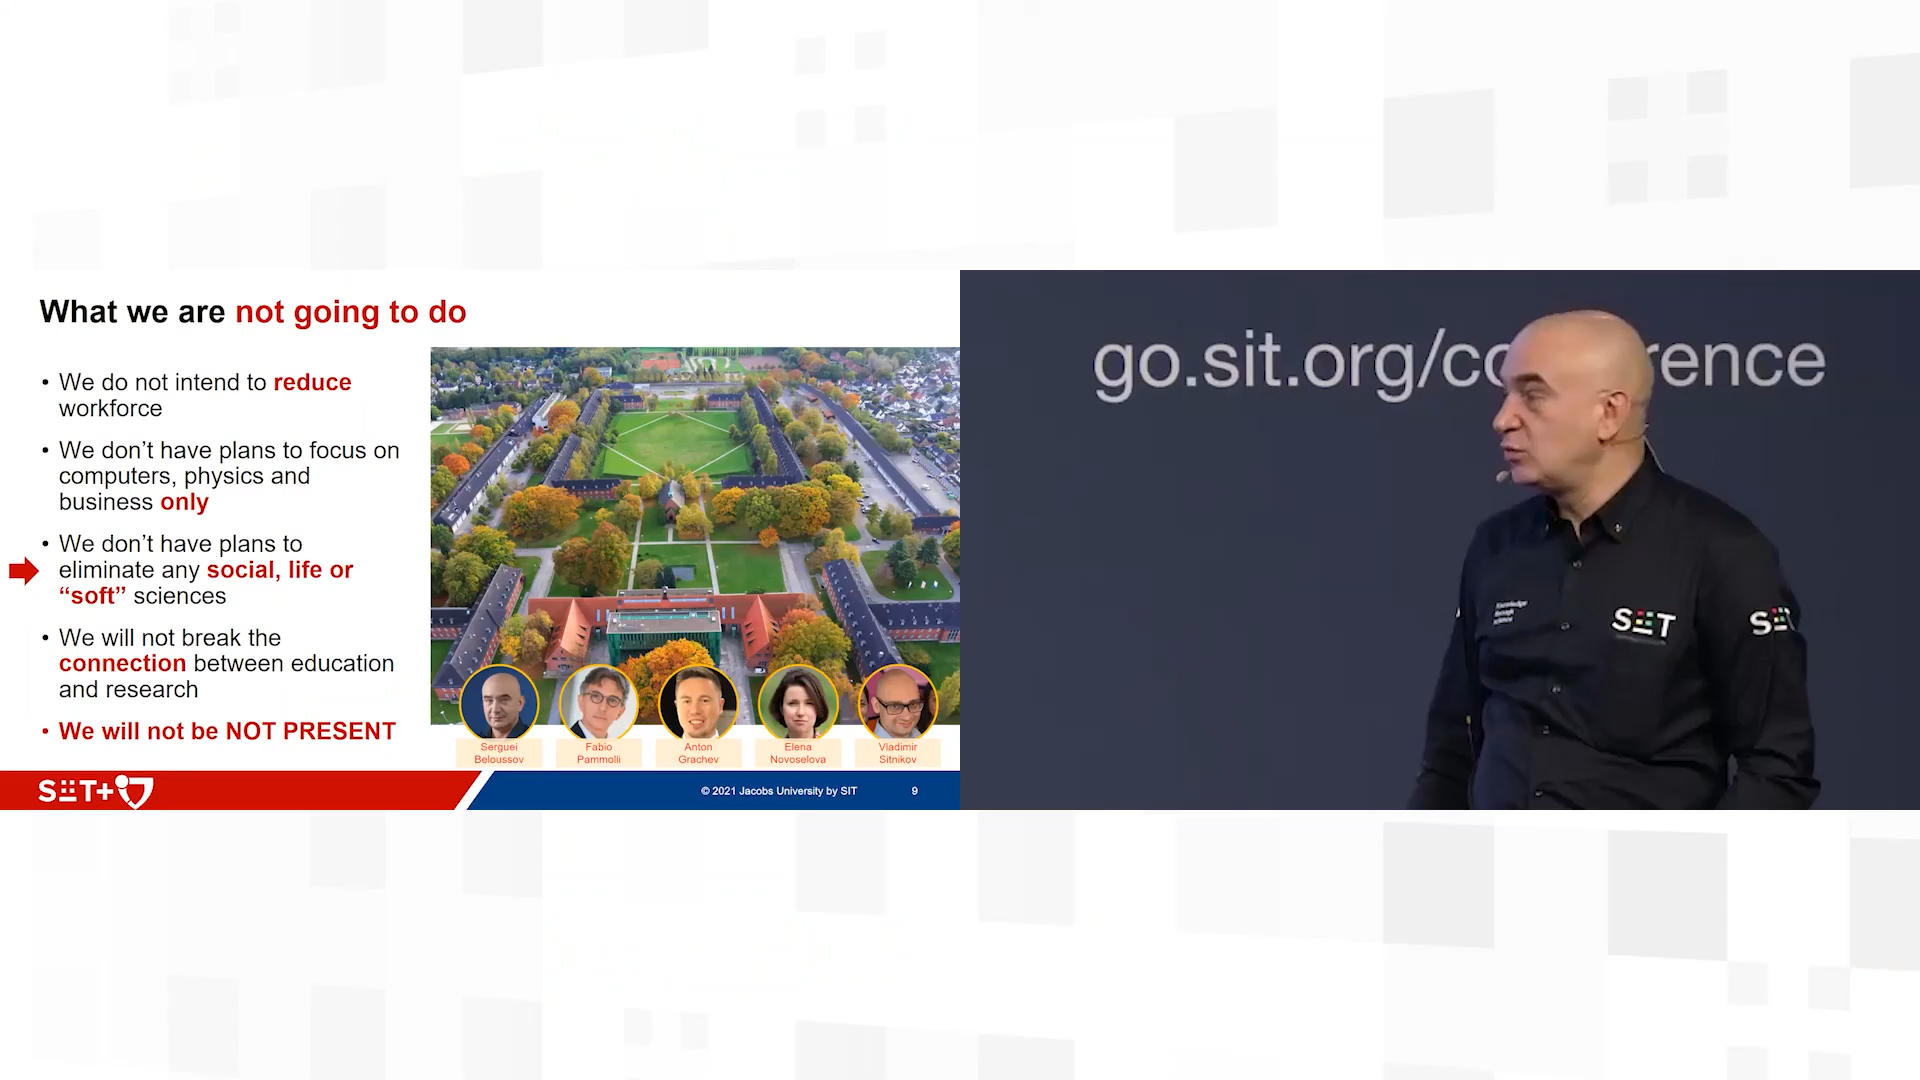 What we are not going to do
• We do not intend to reduce
workforce
• We don’t have plans to focus on
computers, physics and
business only
• We don’t have plans to
eliminate any social, life or
“soft” sciences
• We will not break the
connection between education
and research
• We will not be NOT PRESENT
Serguei
Beloussov
Fabio
Pammolli
Anton
Grachev
Elena
Novoselova
Vladimir
Sitnikov
© 2021 Jacobs University by SIT
9
go.sit.org/co rence
SIT